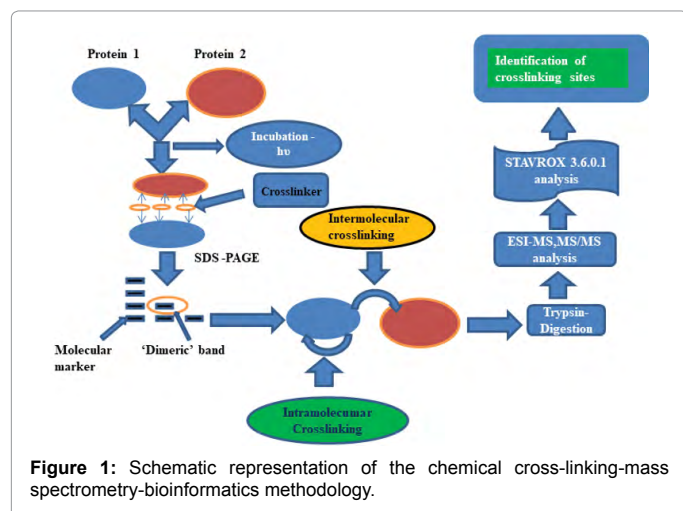 Protein 1
Protein 2
Incubation -
hυ
Crosslinker
SDS -PAGE
Molecular
marker
'Dimeric' band
Intermolecular
crosslinking
Intramolecumar
Crosslinking
Trypsin-
Digestion
ESI-MS,MS/MS
analysis
STAVROX 3.6.0.1
analysis
Identification of
crosslinking sites
Figure 1: Schematic representation of the chemical cross-linking-mass
spectrometry-bioinformatics methodology.